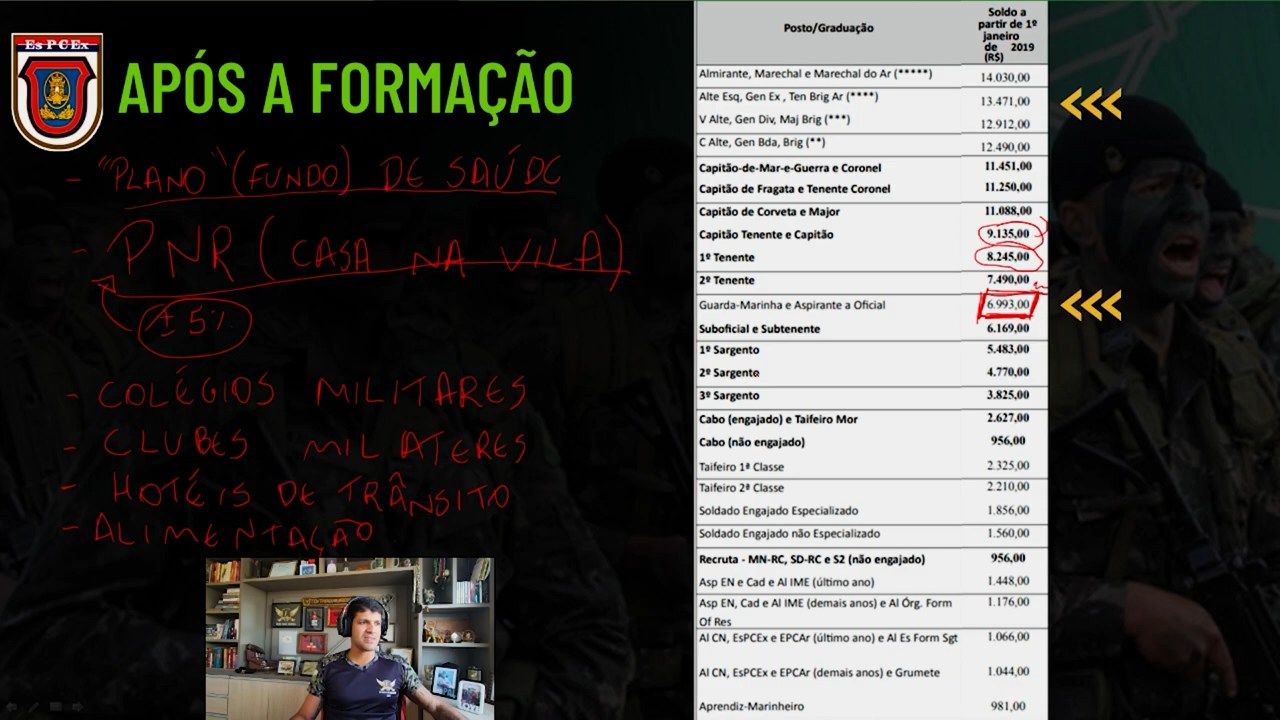 EsPCEx
APÓS A FORMAÇÃO
- "PLANO" (FUNDO) DE SAÚDE
- PNR (CASA NA VILA)
± 5%
- COLÉGIOS MILITARES
- CLUBES MILATERES
- HOTÉIS DE TRÂNSITO
- ALIMENTAÇÃO
Posto/Graduação Soldo a partir de 1º janeiro de 2019 (R$)
Almirante, Marechal e Marechal do Ar (*****) 14.030,00
Alte Esq, Gen Ex , Ten Brig Ar (****) 13.471,00
V Alte, Gen Div, Maj Brig (***) 12.912,00
C Alte, Gen Bda, Brig (**) 12.490,00
Capitão-de-Mar-e-Guerra e Coronel 11.451,00
Capitão de Fragata e Tenente Coronel 11.250,00
Capitão de Corveta e Major 11.088,00
Capitão Tenente e Capitão 9.135,00
1º Tenente 8.245,00
2º Tenente 7.490,00
Guarda-Marinha e Aspirante a Oficial 6.993,00
Suboficial e Subtenente 6.169,00
1º Sargento 5.483,00
2º Sargento 4.770,00
3º Sargento 3.825,00
Cabo (engajado) e Taifeiro Mor 2.627,00
Cabo (não engajado) 956,00
Taifeiro 1ª Classe 2.325,00
Taifeiro 2ª Classe 2.210,00
Soldado Engajado Especializado 1.856,00
Soldado Engajado não Especializado 1.560,00
Recruta - MN-RC, SD-RC e S2 (não engajado) 956,00
Asp EN e Cad e Al IME (último ano) 1.448,00
Asp EN, Cad e Al IME (demais anos) e Al Órg. Form Of Res 1.176,00
Al CN, EsPCEx e EPCAr (último ano) e Al Es Form Sgt 1.066,00
Al CN, EsPCEx e EPCAr (demais anos) e Grumete 1.044,00
Aprendiz-Marinheiro 981,00